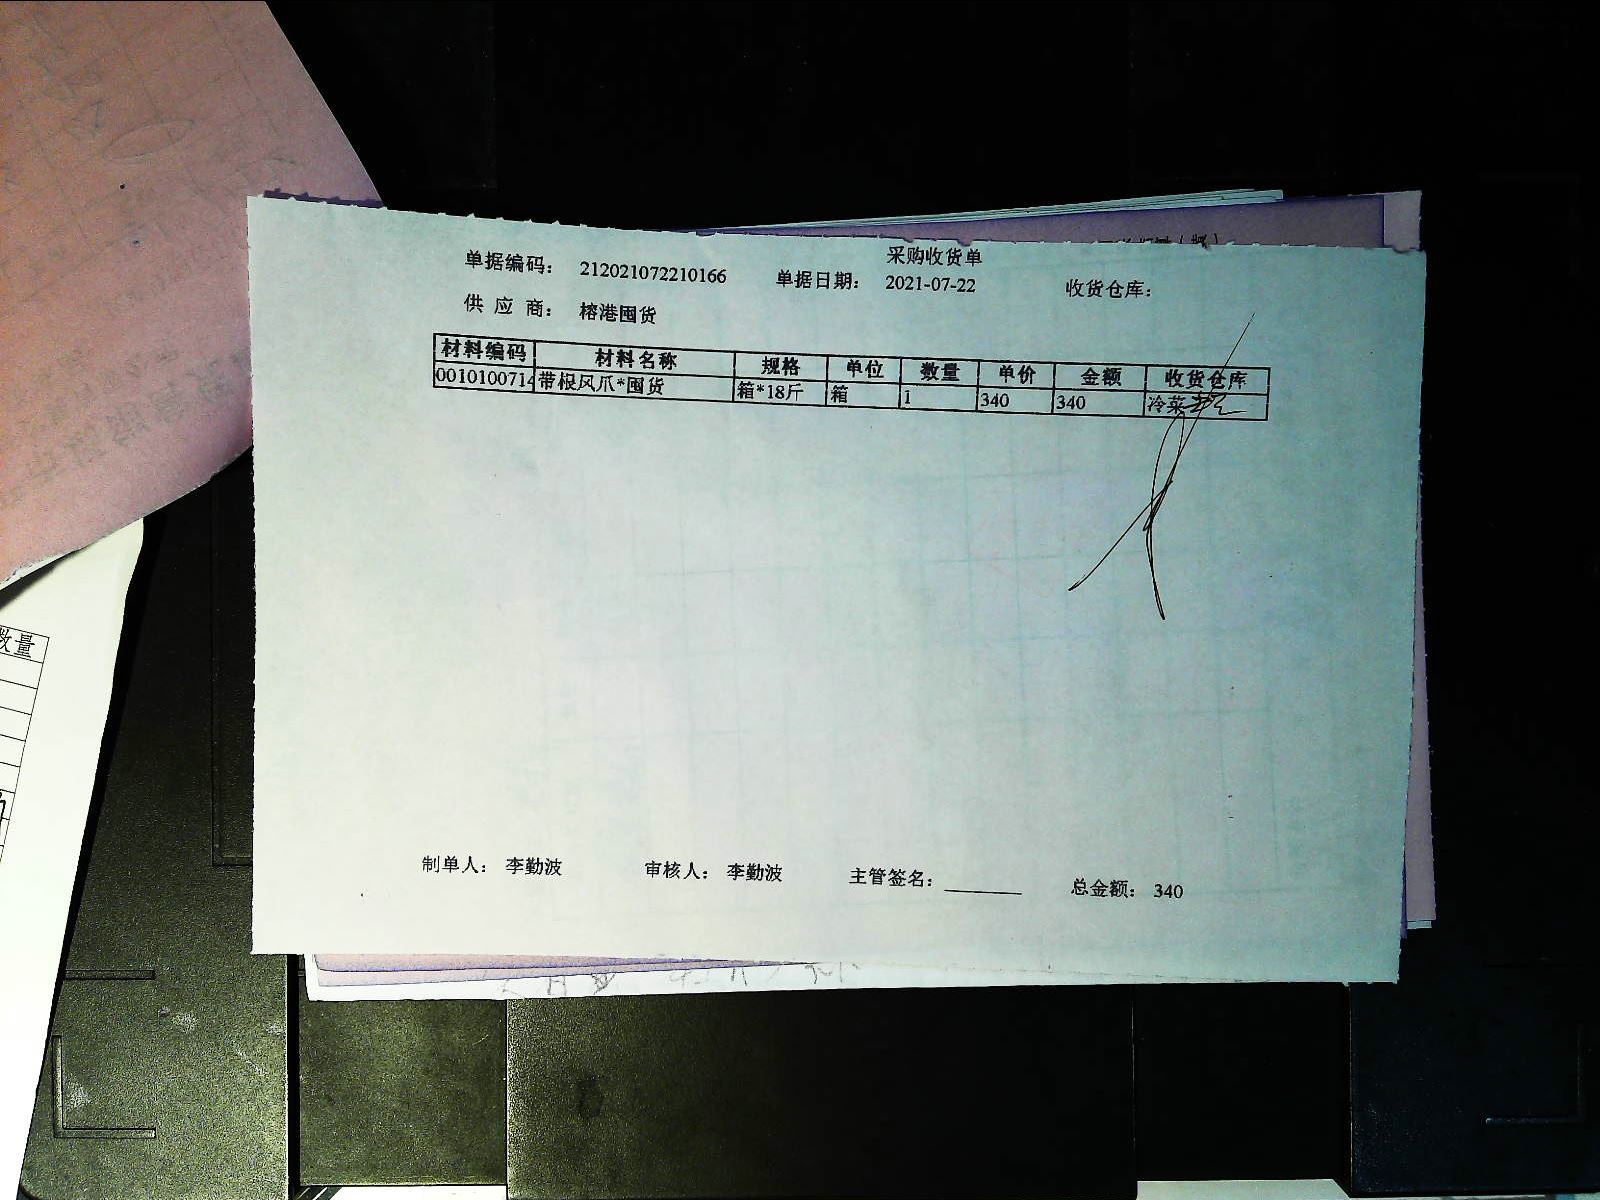 采购收货单
单据编码: 212021072210166 单据日期: 2021-07-22 收货仓库:
供 应 商: 榕港囤货
材料编码 材料名称 规格 单位 数量 单价 金额 收货仓库
0010100714 带根凤爪*囤货 箱*18斤 箱 1 340 340 冷菜
制单人: 李勤波 审核人: 李勤波 主管签名: 总金额: 340
数量